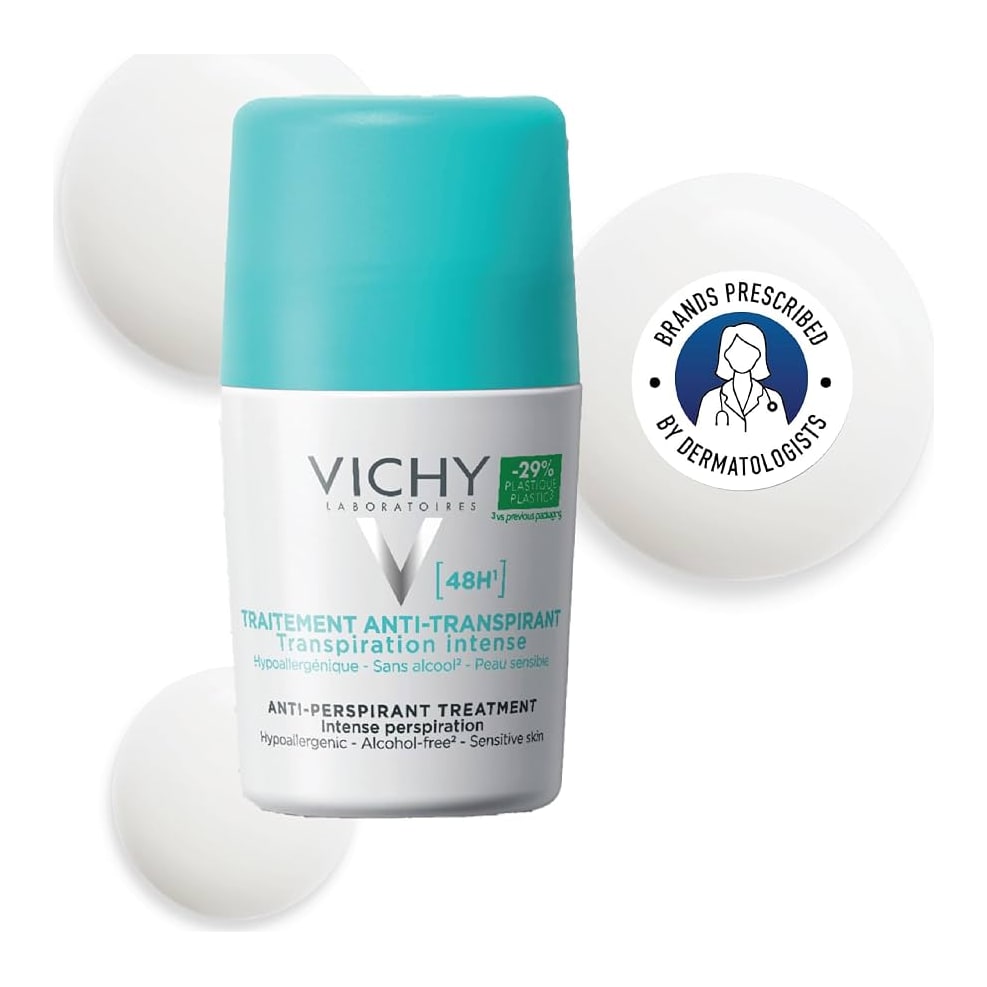 VICHY
LABORATOIRES
-29%
PLASTIQUE
PLASTIC³
3 vs previous packaging
[48H¹]
TRAITEMENT ANTI-TRANSPIRANT
Transpiration intense
Hypoallergénique - Sans alcool² - Peau sensible
ANTI-PERSPIRANT TREATMENT
Intense perspiration
Hypoallergenic - Alcohol-free² - Sensitive skin
BRANDS PRESCRIBED
BY DERMATOLOGISTS